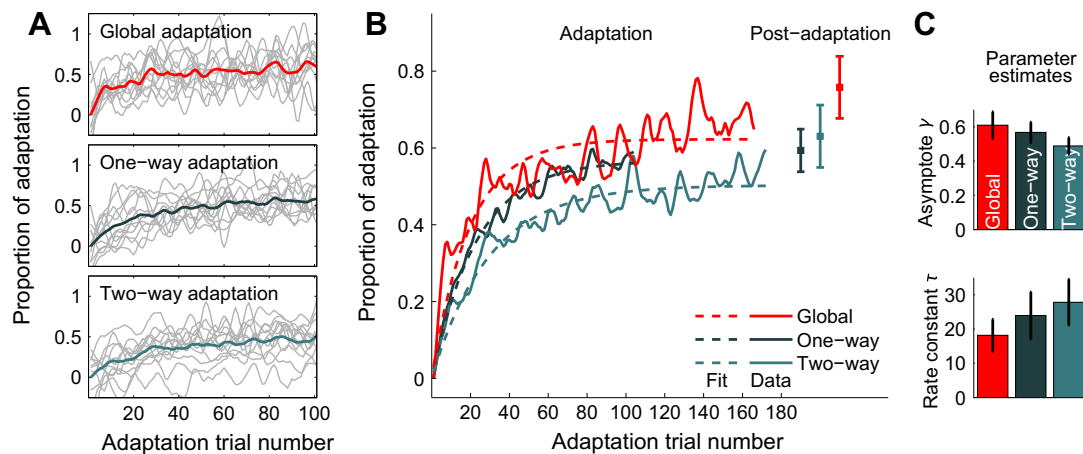 A
Proportion of adaptation
1
0.5
0
Global adaptation
1
0.5
0
One-way adaptation
1
0.5
0
Two-way adaptation
20 40 60 80 100
Adaptation trial number
B
Adaptation
Post-adaptation
Proportion of adaptation
0.8
0.6
0.4
0.2
0
Global
One-way
Two-way
Fit Data
20 40 60 80 100 120 140 160 180
Adaptation trial number
C
Parameter
estimates
Asymptote γ
0.6
0.4
0.2
0
Global
One-way
Two-way
Rate constant τ
30
20
10
0